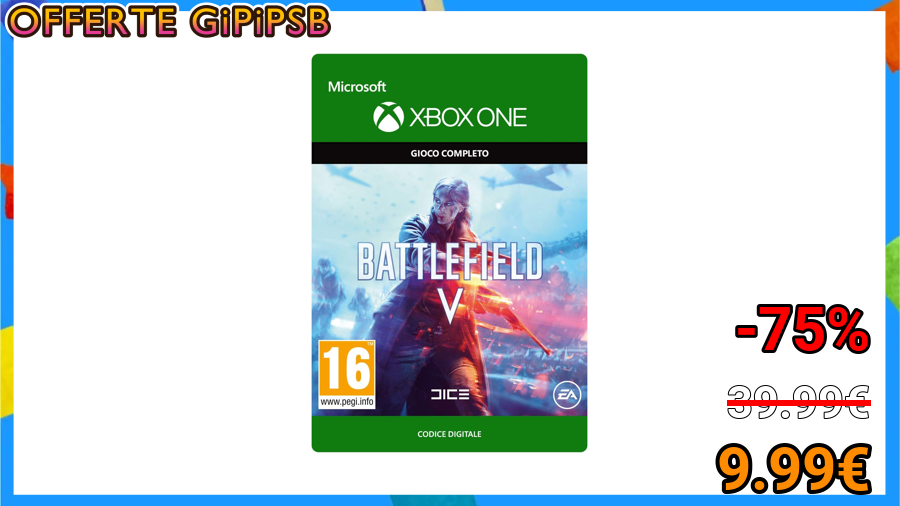 OFFERTE GiPiPSB
Microsoft
XBOX ONE
GIOCO COMPLETO
BATTLEFIELD
V
16
www.pegi.info
DICE
EA
CODICE DIGITALE
-75%
39.99€
9.99€